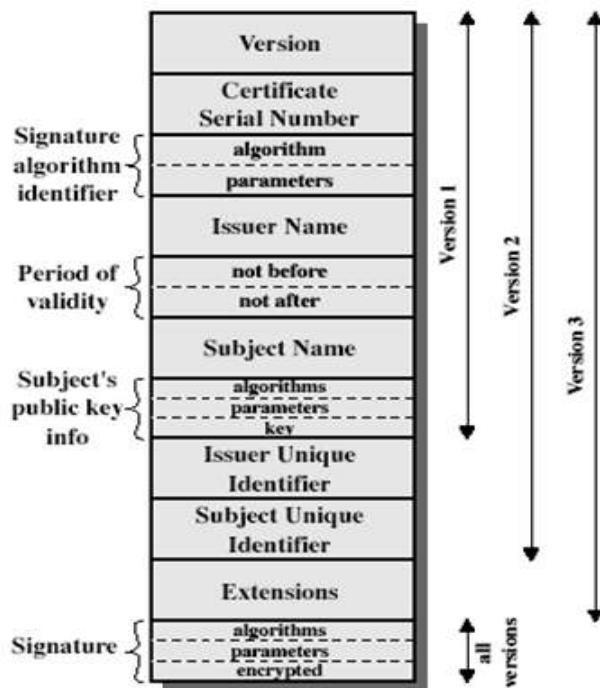 Version
Certificate
Serial Number
Signature
algorithm
identifier
algorithm
parameters
Issuer Name
Period of
validity
not before
not after
Subject Name
Subject's
public key
info
algorithms
parameters
key
Issuer Unique
Identifier
Subject Unique
Identifier
Extensions
Signature
algorithms
parameters
encrypted
Version 1
Version 2
Version 3
all
versions